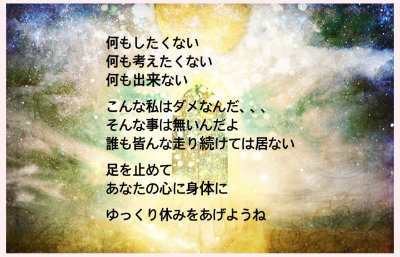 何もしたくない
何も考えたくない
何も出来ない
こんな私はダメなんだ、、、
そんな事は無いんだよ
誰も皆んな走り続けては居ない
足を止めて
あなたの心に身体に
ゆっくり休みをあげようね